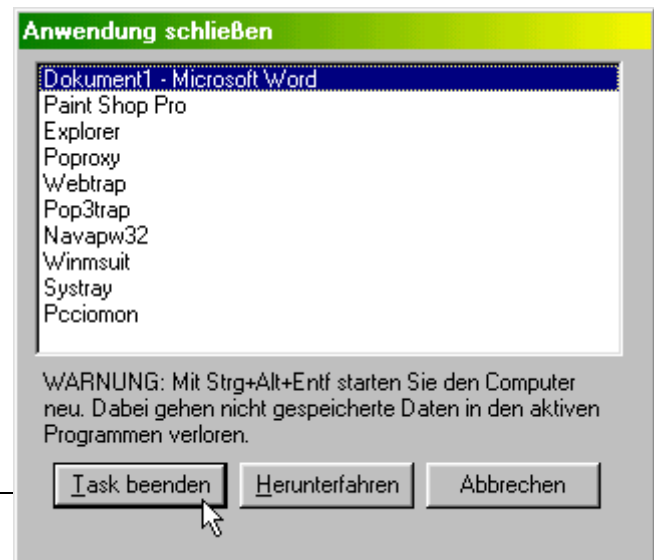 Anwendung schließen
Dokument1 - Microsoft Word
Paint Shop Pro
Explorer
Poproxy
Webtrap
Pop3trap
Navapw32
Winmsuit
Systray
Pcciomon
WARNUNG: Mit Strg+Alt+Entf starten Sie den Computer
neu. Dabei gehen nicht gespeicherte Daten in den aktiven
Programmen verloren.
Task beenden Herunterfahren Abbrechen